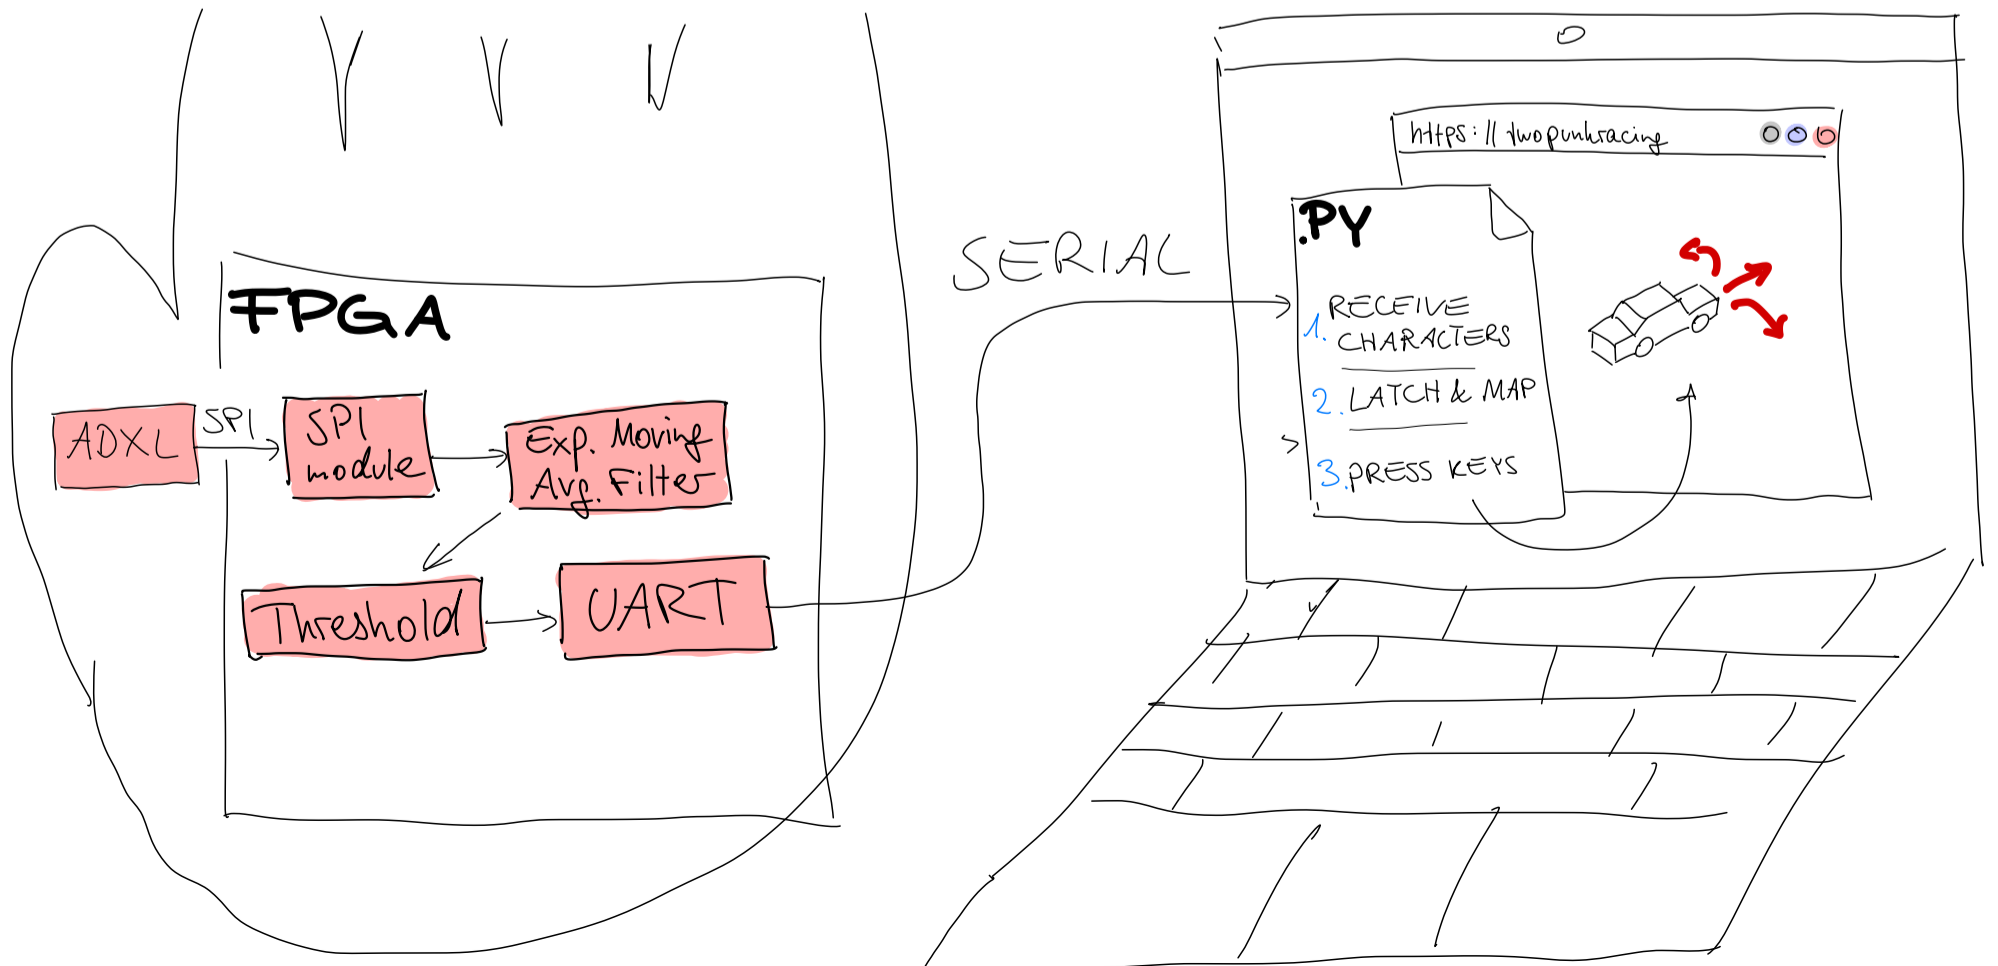 FPGA
ADXL
SPI
SPI
module
Exp. Moving
Avg. Filter
Threshold
UART
SERIAL
https://twopunkracing
.PY
1. RECEIVE
CHARACTERS
2. LATCH & MAP
3. PRESS KEYS